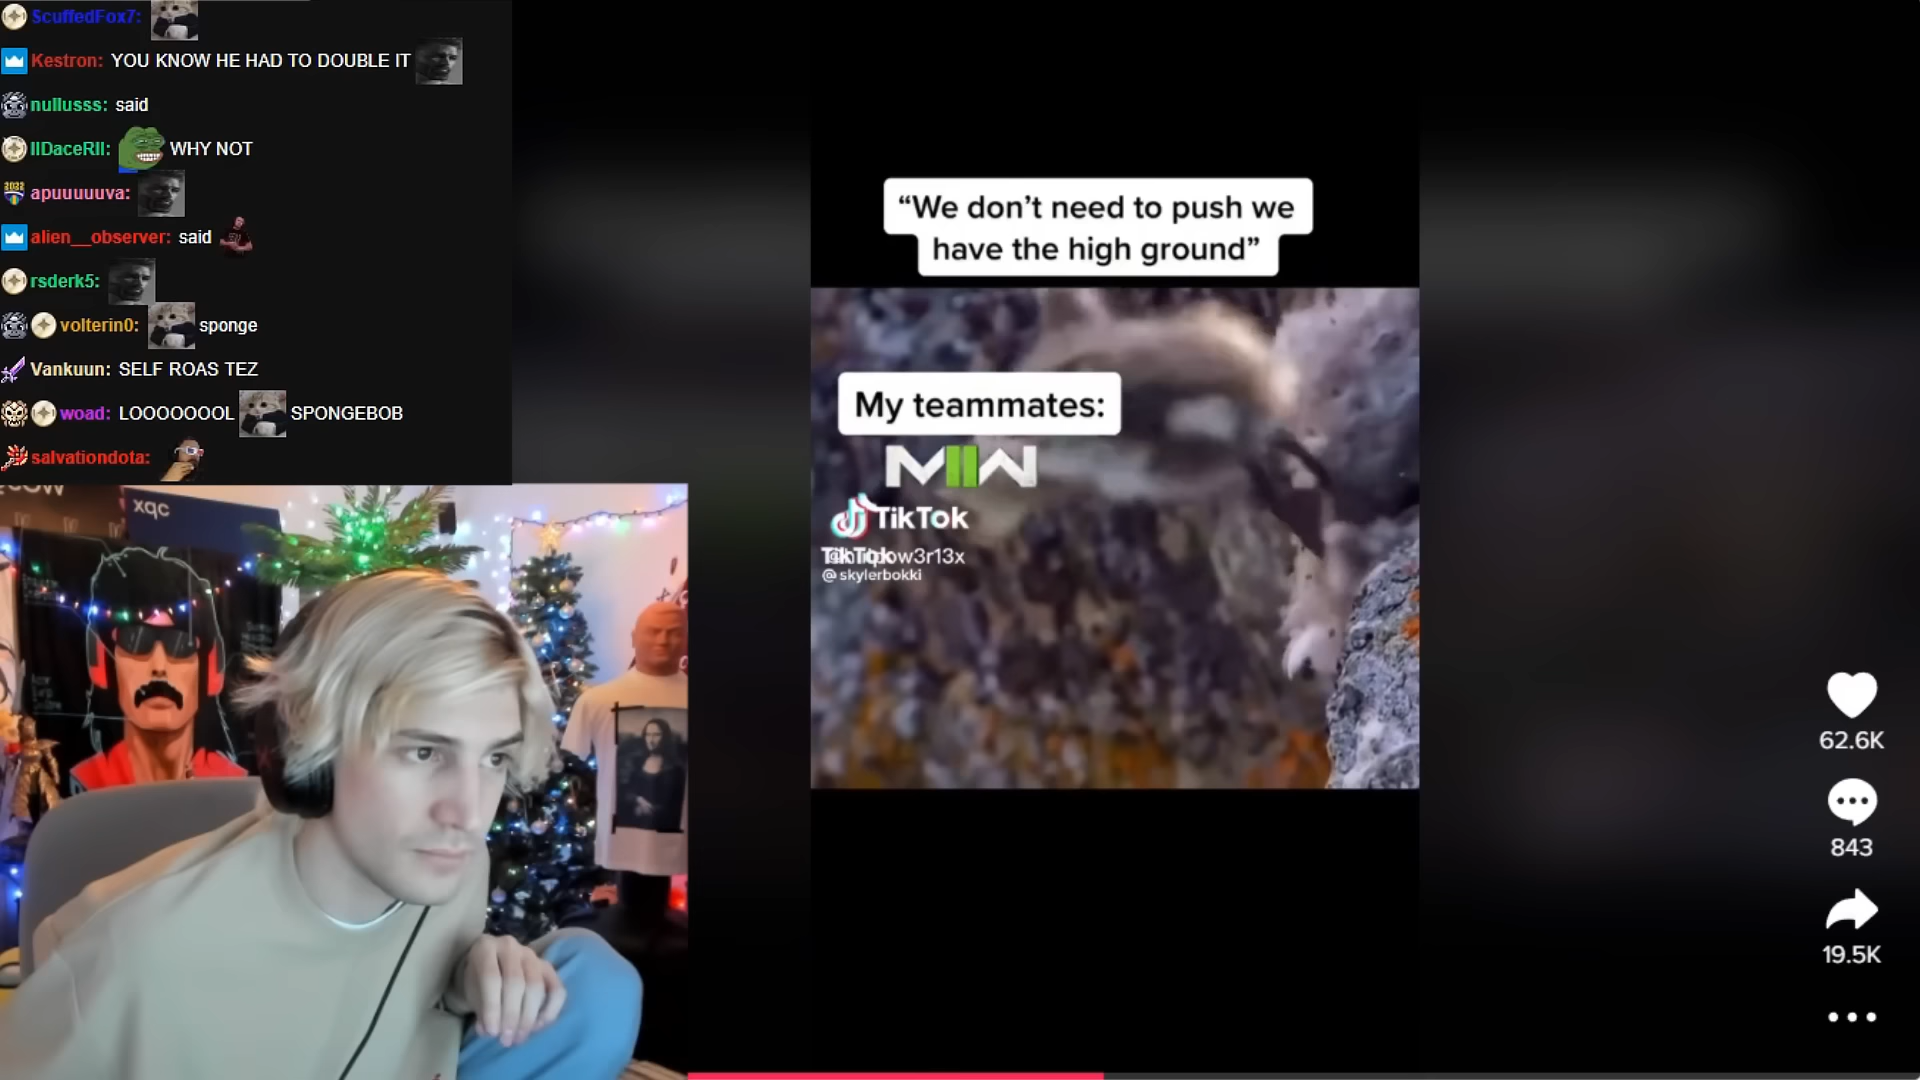 ScuffedFox7:
Kestron: YOU KNOW HE HAD TO DOUBLE IT
nullusss: said
IIDaceRII: WHY NOT
apuuuuuva:
alien__observer: said
rsderk5:
volterin0: sponge
Vankuun: SELF ROAS TEZ
woad: LOOOOOOOL SPONGEBOB
salvationdota:
xqc
“We don’t need to push we
have the high ground”
My teammates:
MIIW
TikTok
TikTok
@skylerbokki
62.6K
843
19.5K